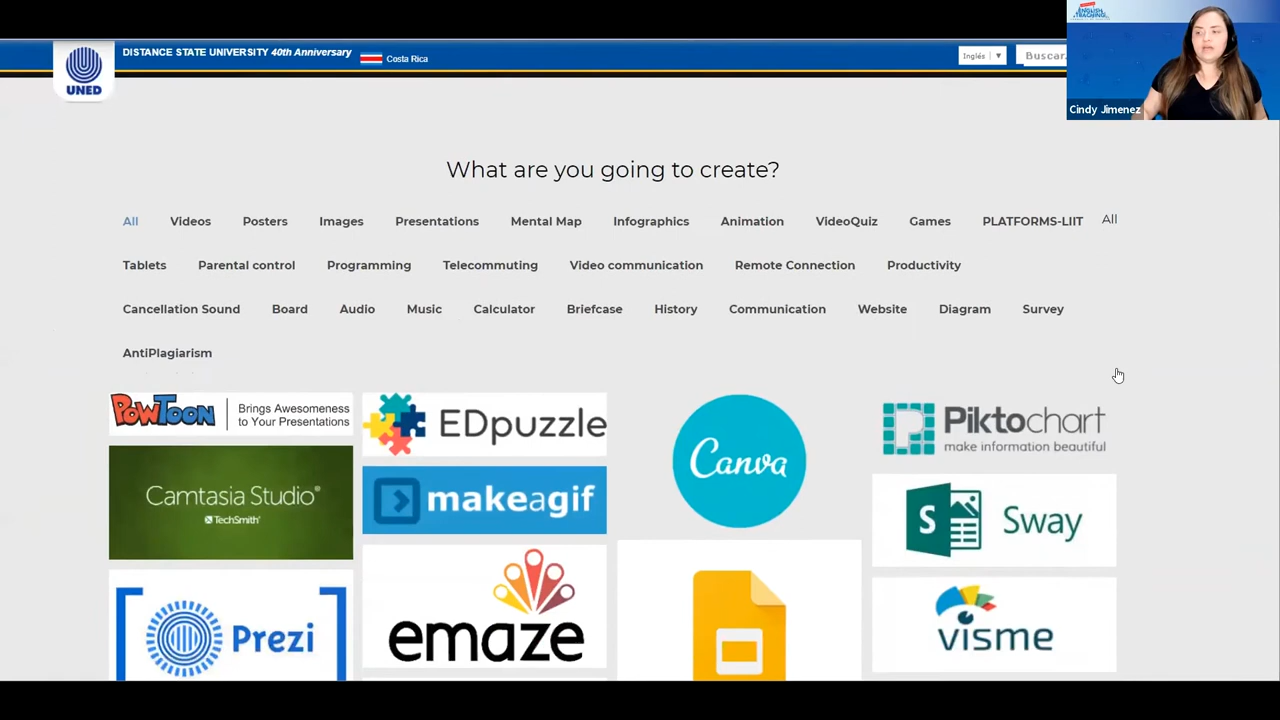 ENGLISH
TEACHING
DISTANCE STATE UNIVERSITY 40th Anniversary
Costa Rica
Inglés
Buscar
UNED
Cindy Jimenez
What are you going to create?
All Videos Posters Images Presentations Mental Map Infographics Animation VideoQuiz Games PLATFORMS-LIIT All
Tablets Parental control Programming Telecommuting Video communication Remote Connection Productivity
Cancellation Sound Board Audio Music Calculator Briefcase History Communication Website Diagram Survey
AntiPlagiarism
POWTOON
Brings Awesomeness
to Your Presentations
EDpuzzle
Canva
Piktochart
make information beautiful
Camtasia Studio®
TechSmith®
makeagif
S Sway
Prezi
emaze
visme